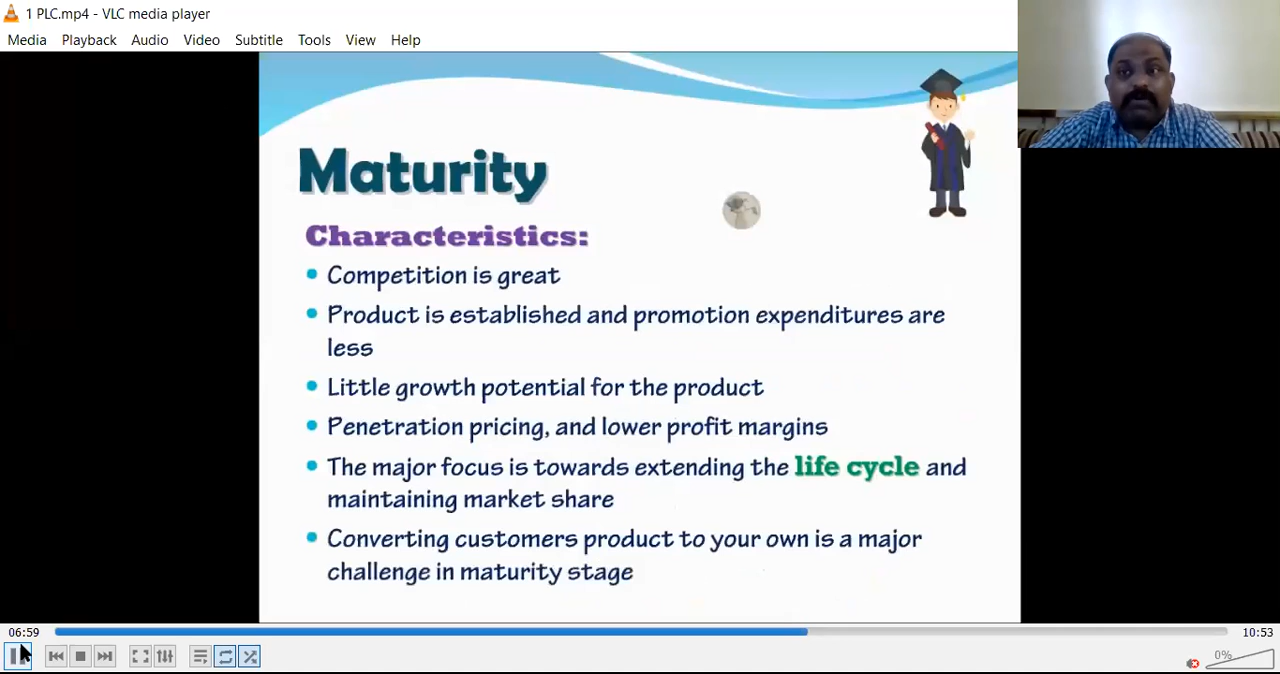 1 PLC.mp4 - VLC media player
Media Playback Audio Video Subtitle Tools View Help
Maturity
Characteristics:
• Competition is great
• Product is established and promotion expenditures are
less
• Little growth potential for the product
• Penetration pricing, and lower profit margins
• The major focus is towards extending the life cycle and
maintaining market share
• Converting customers product to your own is a major
challenge in maturity stage
06:59
10:53
0%